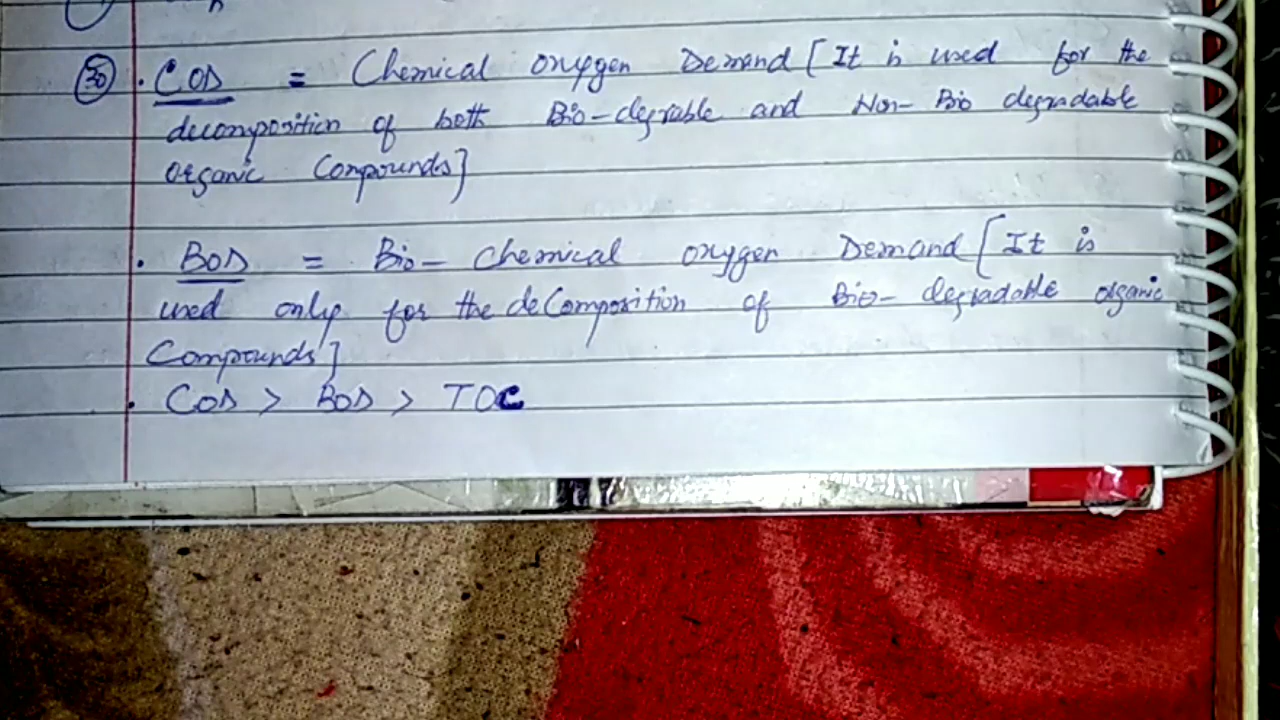 30 • COD = Chemical oxygen Demand [It is used for the
decomposition of both Bio-degrable and Non-Bio degradable
organic Compounds]
• BOD = Bio- Chemical oxygen Demand [It is
used only for the deComposition of Bio- degradable organic
Compounds]
• COD > BOD > TOC